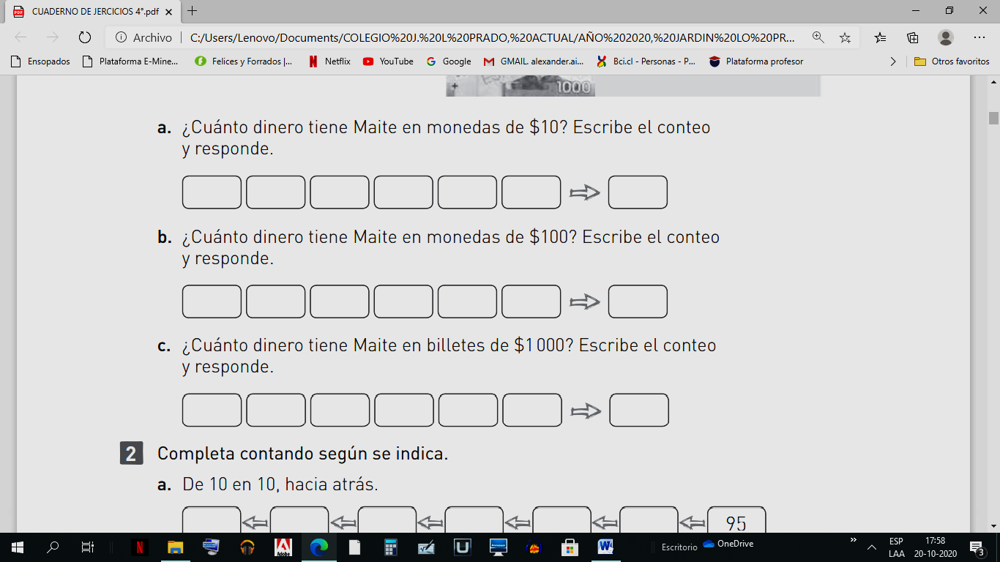 CUADERNO DE JERCICIOS 4°.pdf
Archivo
C:/Users/Lenovo/Documents/COLEGIO%20J.%20L%20PRADO,%20ACTUAL/AÑO%202020,%20JARDIN%20LO%20PR...
Ensopados
Plataforma E-Mine...
Felices y Forrados |...
Netflix
YouTube
Google
GMAIL. alexander.ai...
Bci.cl - Personas - P...
Plataforma profesor
Otros favoritos
1000
a. ¿Cuánto dinero tiene Maite en monedas de $10? Escribe el conteo
y responde.
b. ¿Cuánto dinero tiene Maite en monedas de $100? Escribe el conteo
y responde.
c. ¿Cuánto dinero tiene Maite en billetes de $1 000? Escribe el conteo
y responde.
2 Completa contando según se indica.
a. De 10 en 10, hacia atrás.
95
Escritorio
OneDrive
ESP
LAA
17:58
20-10-2020
3